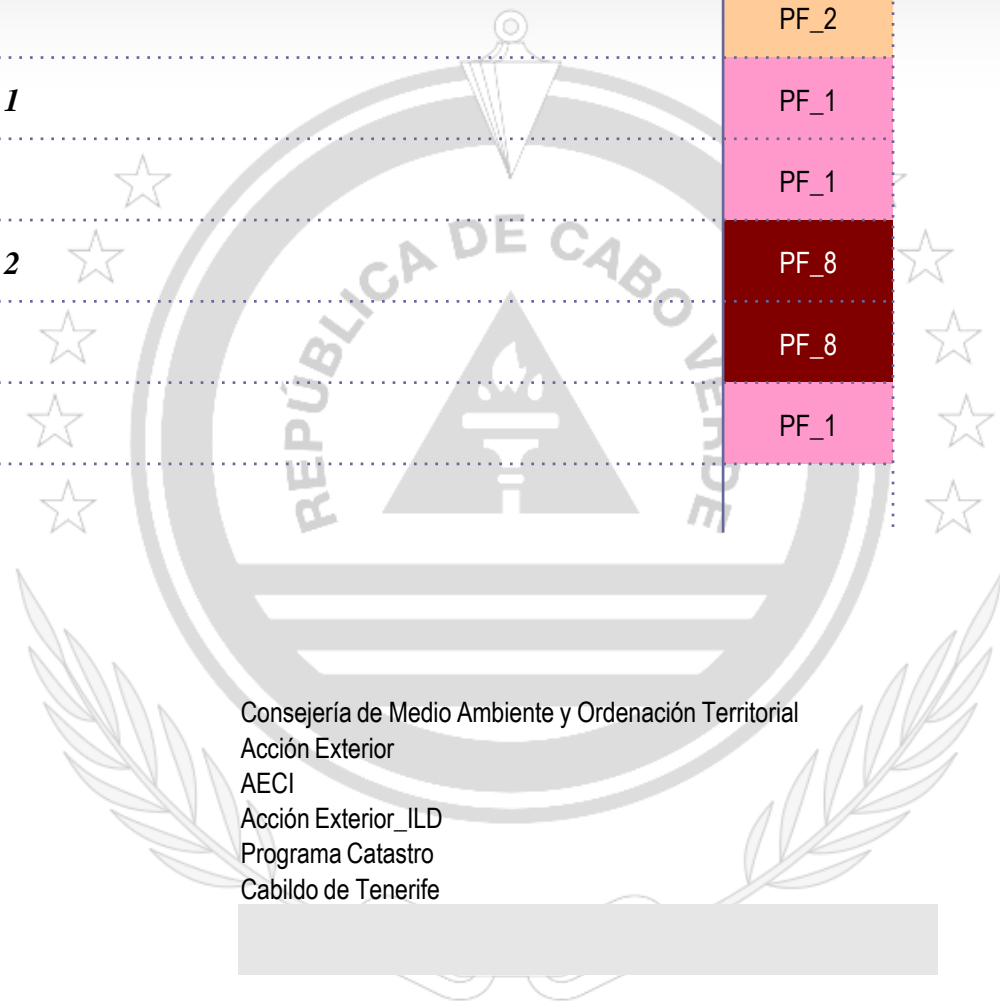 PF_2
1 PF_1
PF_1
REPÚBLICA DE CABO VERDE
2 PF_8
PF_8
PF_1
Consejería de Medio Ambiente y Ordenación Territorial
Acción Exterior
AECI
Acción Exterior_ILD
Programa Catastro
Cabildo de Tenerife